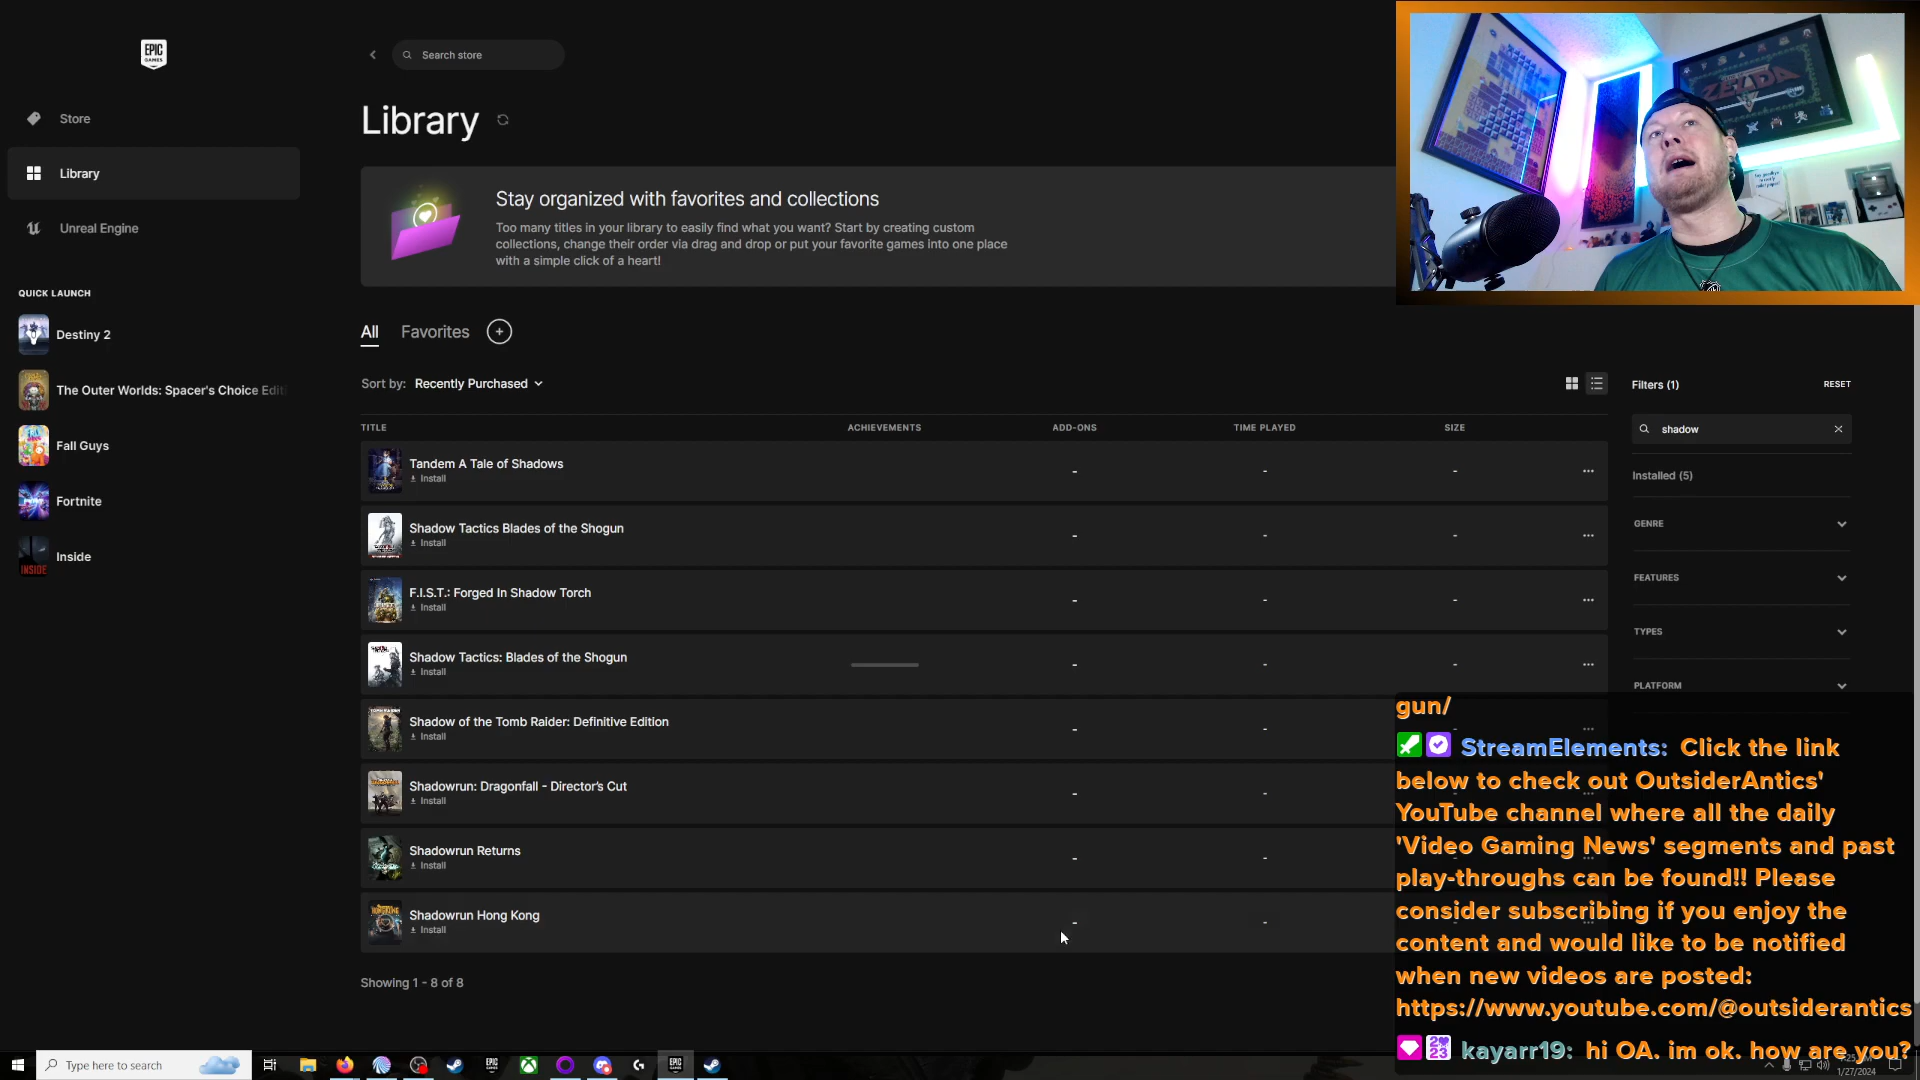 EPIC
GAMES
Search store
Store
Library
Unreal Engine
QUICK LAUNCH
Destiny 2
The Outer Worlds: Spacer's Choice Edit
Fall Guys
Fortnite
INSIDE
Inside
Library
Stay organized with favorites and collections
Too many titles in your library to easily find what you want? Start by creating custom
collections, change their order via drag and drop or put your favorite games into one place
with a simple click of a heart!
All
Favorites
Sort by: Recently Purchased
TITLE
ACHIEVEMENTS
ADD-ONS
TIME PLAYED
SIZE
Tandem A Tale of Shadows
Install
- - -
Shadow Tactics Blades of the Shogun
Install
- - -
F.I.S.T.: Forged In Shadow Torch
Install
- - -
Shadow Tactics: Blades of the Shogun
Install
- - -
Shadow of the Tomb Raider: Definitive Edition
Install
- -
Shadowrun: Dragonfall - Director's Cut
Install
- -
Shadowrun Returns
Install
- -
Shadowrun Hong Kong
Install
- -
Showing 1 - 8 of 8
Filters (1)
RESET
shadow
Installed (5)
GENRE
FEATURES
TYPES
PLATFORM
ZELDA
gun/
StreamElements: Click the link
below to check out OutsiderAntics'
YouTube channel where all the daily
'Video Gaming News' segments and past
play-throughs can be found!! Please
consider subscribing if you enjoy the
content and would like to be notified
when new videos are posted:
https://www.youtube.com/@outsiderantics
kayarr19: hi OA. im ok. how are you?
Type here to search
EPIC
GAMES
EPIC
GAMES
1/27/2024